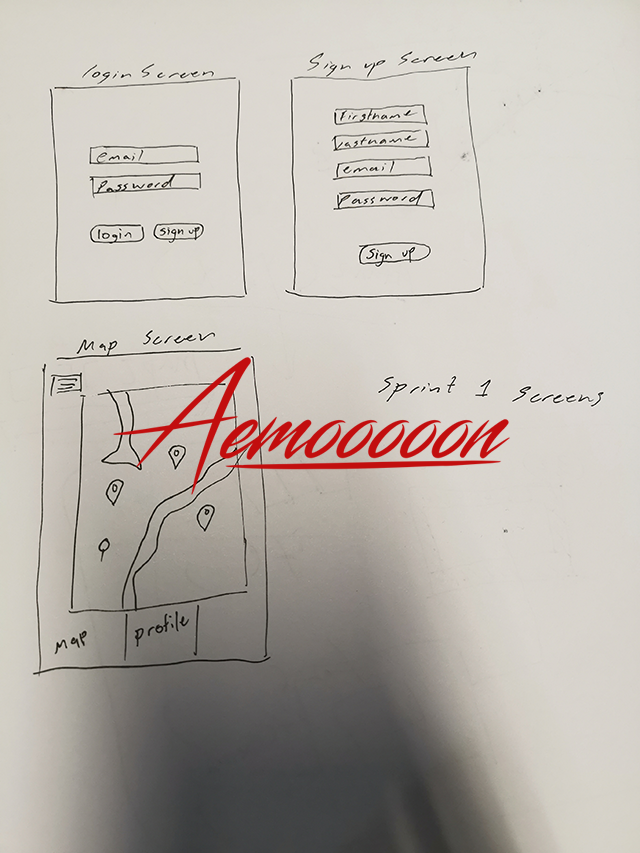 login Screen
email
Password
login
sign up
Sign up Screen
firstname
Lastname
email
Password
Sign up
Map Screen
Map
profile
Sprint 1 Screens
Aemooooon